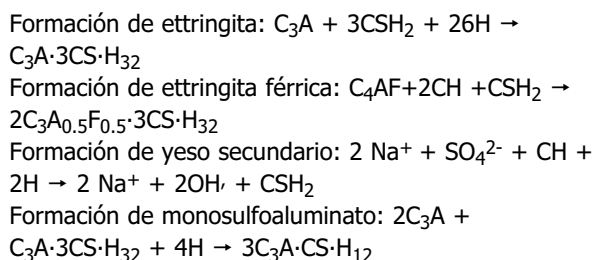 Formación de ettringita: C₃A + 3CSH₂ + 26H →
C₃A·3CS·H₃₂
Formación de ettringita férrica: C₄AF+2CH +CSH₂ →
2C₃A₀.₅F₀.₅·3CS·H₃₂
Formación de yeso secundario: 2 Na⁺ + SO₄²⁻ + CH +
2H → 2 Na⁺ + 2OH, + CSH₂
Formación de monosulfoaluminato: 2C₃A +
C₃A·3CS·H₃₂ + 4H → 3C₃A·CS·H₁₂